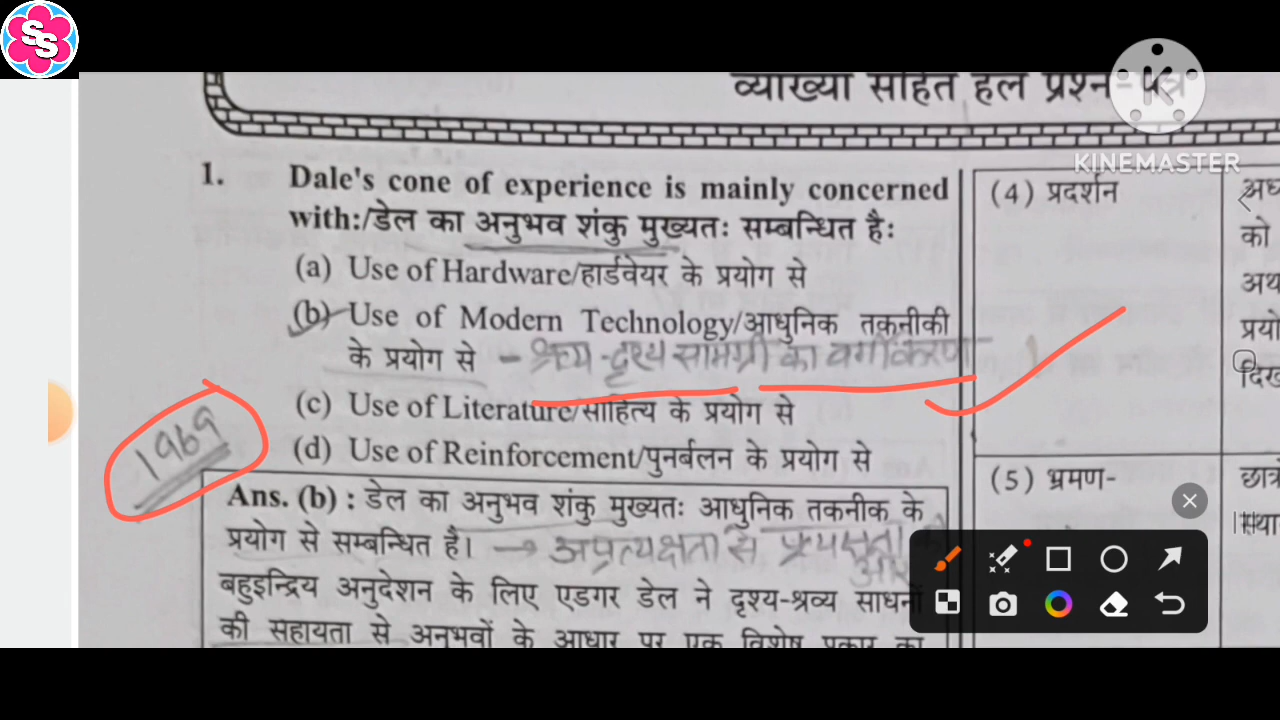 SS
व्याख्या सहित हल प्रश्न-पत्र
KINEMASTER
1. Dale's cone of experience is mainly concerned
with:/डेल का अनुभव शंकु मुख्यतः सम्बन्धित है:
(a) Use of Hardware/हार्डवेयर के प्रयोग से
(b) Use of Modern Technology/आधुनिक तकनीकी
के प्रयोग से - श्रव्य-दृश्य सामग्री का वर्गीकरण
(c) Use of Literature/साहित्य के प्रयोग से
1969
(d) Use of Reinforcement/पुनर्बलन के प्रयोग से
Ans. (b) : डेल का अनुभव शंकु मुख्यतः आधुनिक तकनीक के
प्रयोग से सम्बन्धित है। → अप्रत्यक्षता से प्रत्यक्षता की
ओर
बहुइन्द्रिय अनुदेशन के लिए एडगर डेल ने दृश्य-श्रव्य साधनों
की सहायता से अनुभवों के आधार पर एक विशेष प्रकार का
(4) प्रदर्शन
को
(5) भ्रमण-